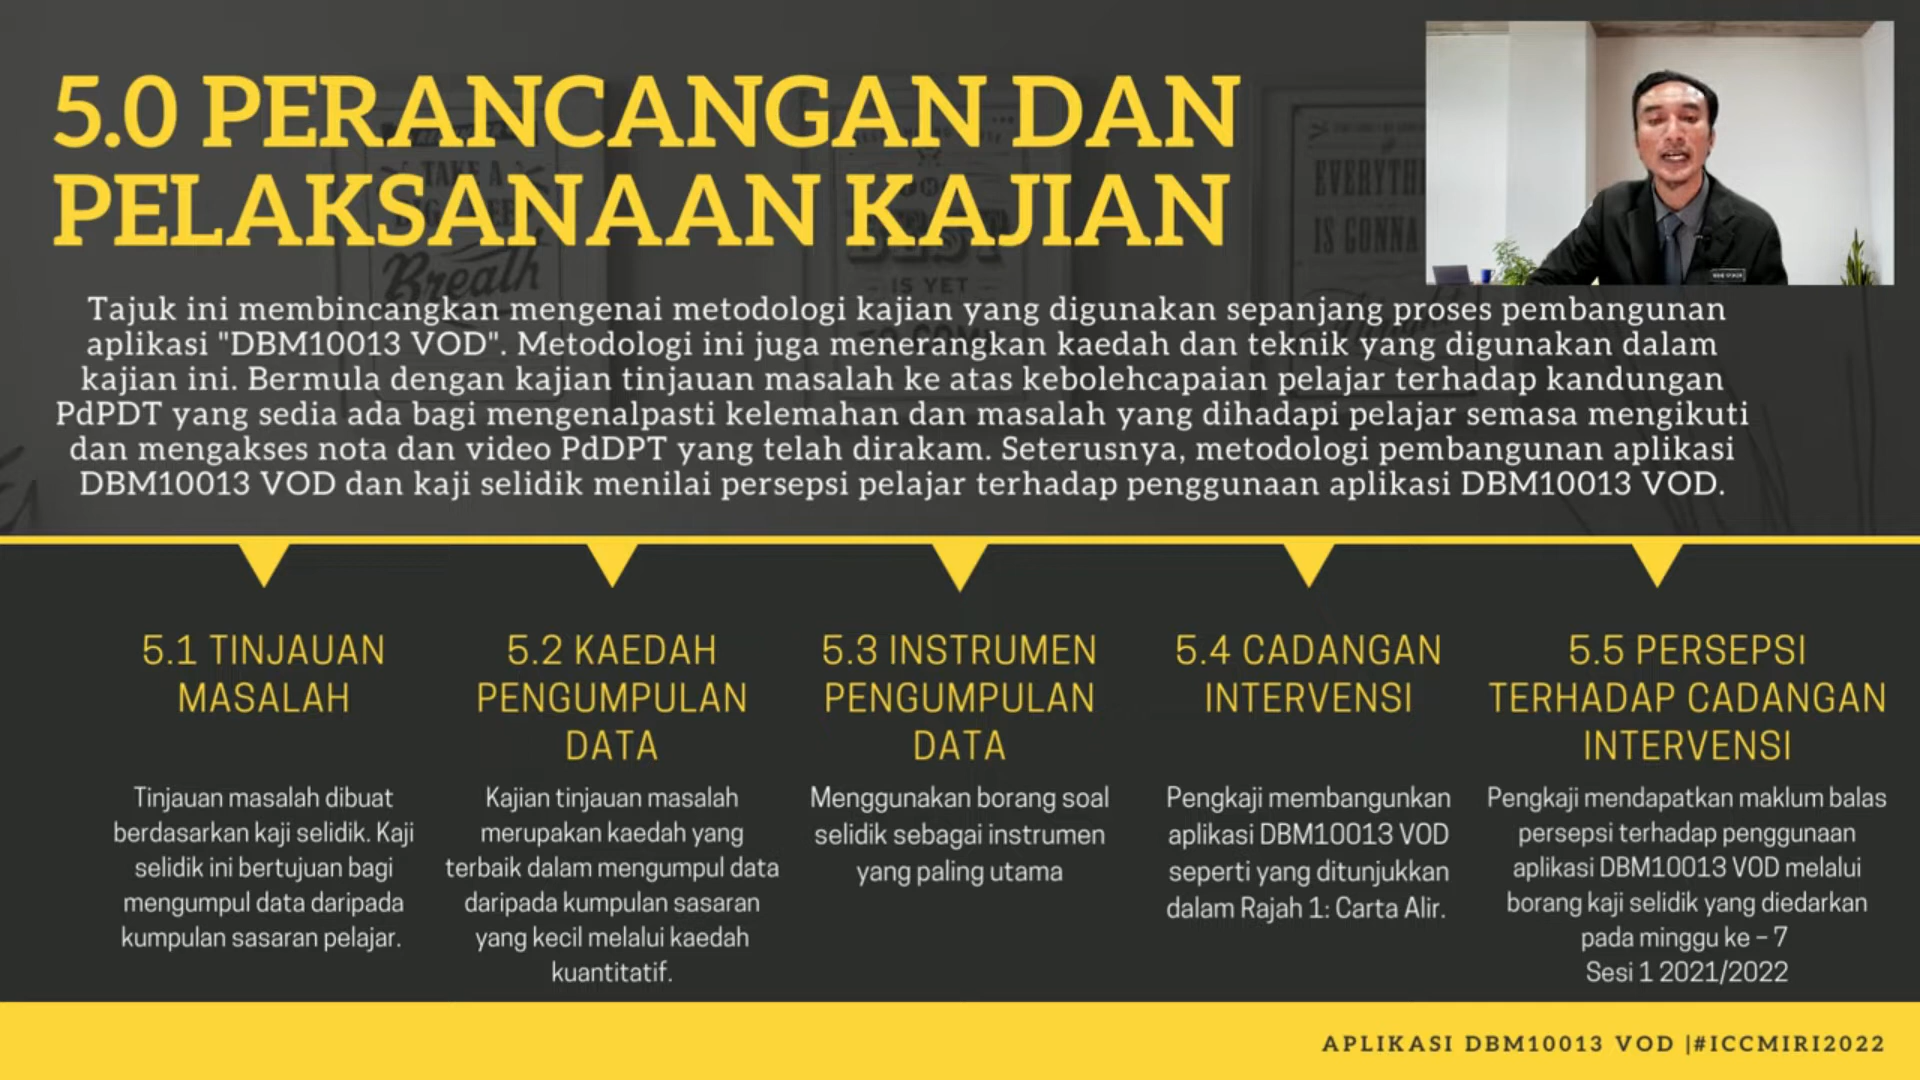 5.0 PERANCANGAN DAN
PELAKSANAAN KAJIAN
TAKE A
Breath
IS YET
EVERYTHI
IS GONNA
Tajuk ini membincangkan mengenai metodologi kajian yang digunakan sepanjang proses pembangunan
aplikasi "DBM10013 VOD". Metodologi ini juga menerangkan kaedah dan teknik yang digunakan dalam
kajian ini. Bermula dengan kajian tinjauan masalah ke atas kebolehcapaian pelajar terhadap kandungan
PdPDT yang sedia ada bagi mengenalpasti kelemahan dan masalah yang dihadapi pelajar semasa mengikuti
dan mengakses nota dan video PdDPT yang telah dirakam. Seterusnya, metodologi pembangunan aplikasi
DBM10013 VOD dan kaji selidik menilai persepsi pelajar terhadap penggunaan aplikasi DBM10013 VOD.
5.1 TINJAUAN
MASALAH
Tinjauan masalah dibuat
berdasarkan kaji selidik. Kaji
selidik ini bertujuan bagi
mengumpul data daripada
kumpulan sasaran pelajar.
5.2 KAEDAH
PENGUMPULAN
DATA
Kajian tinjauan masalah
merupakan kaedah yang
terbaik dalam mengumpul data
daripada kumpulan sasaran
yang kecil melalui kaedah
kuantitatif.
5.3 INSTRUMEN
PENGUMPULAN
DATA
Menggunakan borang soal
selidik sebagai instrumen
yang paling utama
5.4 CADANGAN
INTERVENSI
Pengkaji membangunkan
aplikasi DBM10013 VOD
seperti yang ditunjukkan
dalam Rajah 1: Carta Alir.
5.5 PERSEPSI
TERHADAP CADANGAN
INTERVENSI
Pengkaji mendapatkan maklum balas
persepsi terhadap penggunaan
aplikasi DBM10013 VOD melalui
borang kaji selidik yang diedarkan
pada minggu ke – 7
Sesi 1 2021/2022
APLIKASI DBM10013 VOD |#ICCMIRI2022